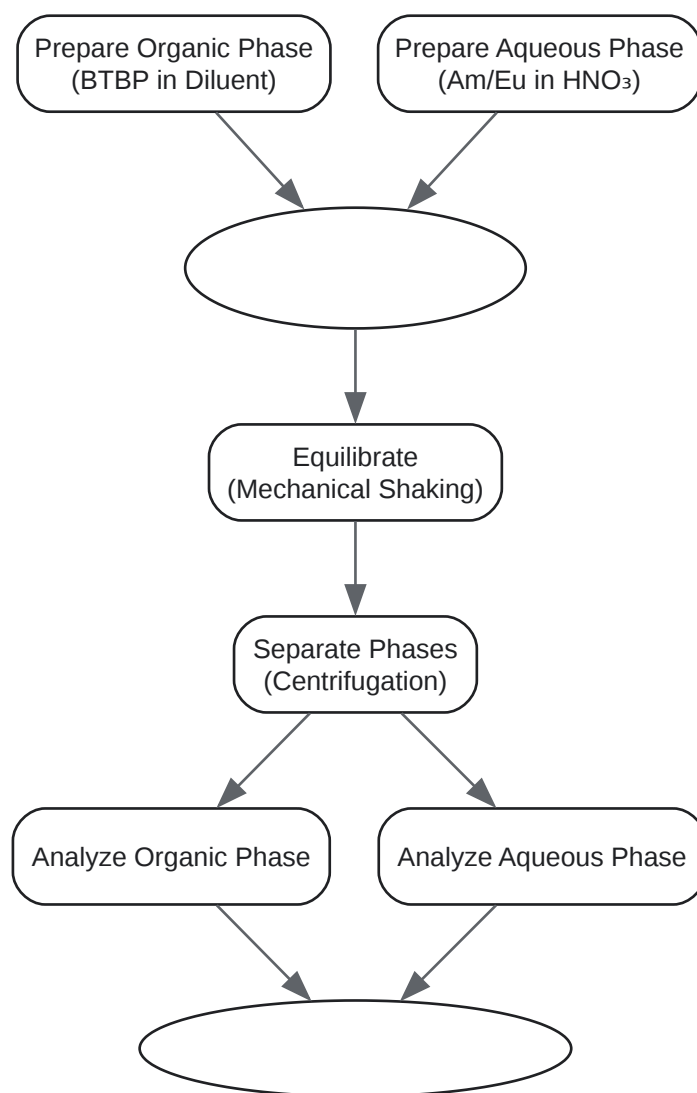 Prepare Organic Phase
(BTBP in Diluent)
Prepare Aqueous Phase
(Am/Eu in HNO₃)
Equilibrate
(Mechanical Shaking)
Separate Phases
(Centrifugation)
Analyze Organic Phase
Analyze Aqueous Phase